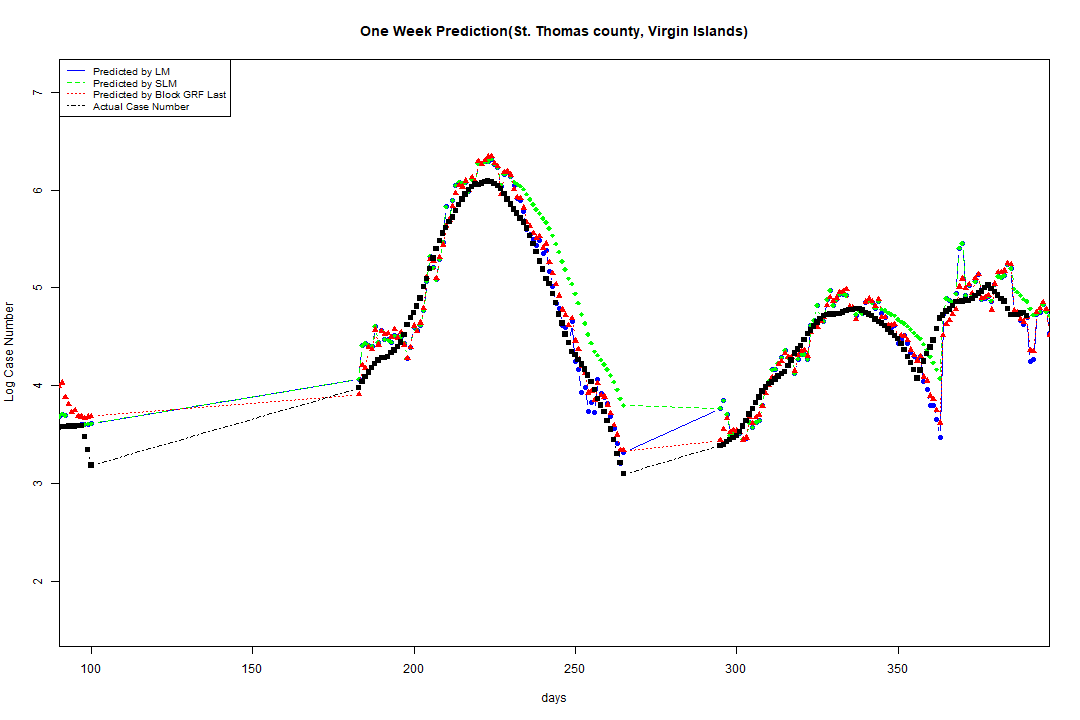 One Week Prediction(St. Thomas county, Virgin Islands)
Predicted by LM
Predicted by SLM
Predicted by Block GRF Last
Actual Case Number
7
6
5
4
3
2
Log Case Number
100 150 200 250 300 350
days